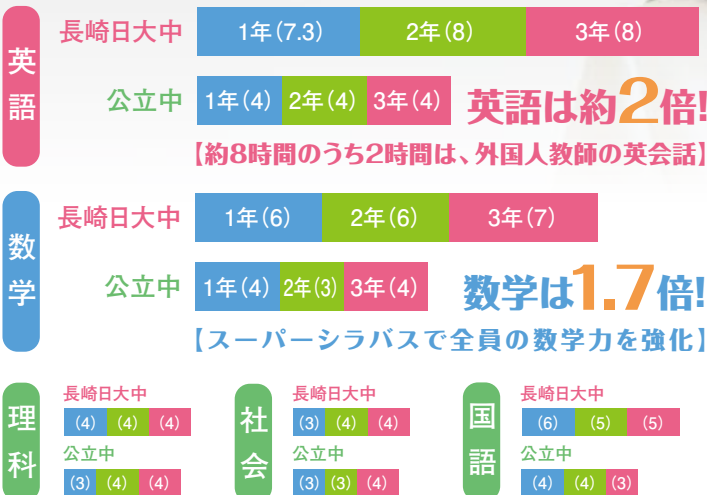 英語
長崎日大中 1年(7.3) 2年(8) 3年(8)
公立中 1年(4) 2年(4) 3年(4)
英語は約2倍!
【約8時間のうち2時間は、外国人教師の英会話】
数学
長崎日大中 1年(6) 2年(6) 3年(7)
公立中 1年(4) 2年(3) 3年(4)
数学は1.7倍!
【スーパーシラバスで全員の数学力を強化】
理科
長崎日大中
(4) (4) (4)
公立中
(3) (4) (4)
社会
長崎日大中
(3) (4) (4)
公立中
(3) (3) (4)
国語
長崎日大中
(6) (5) (5)
公立中
(4) (4) (3)